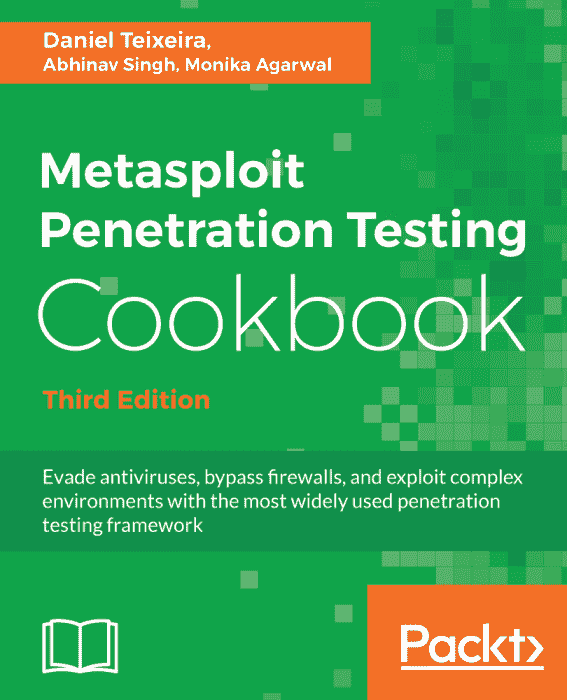 Daniel Teixeira,
Abhinav Singh, Monika Agarwal
Metasploit
Penetration Testing
Cookbook
Third Edition
Evade antiviruses, bypass firewalls, and exploit complex
environments with the most widely used penetration
testing framework
Packt>